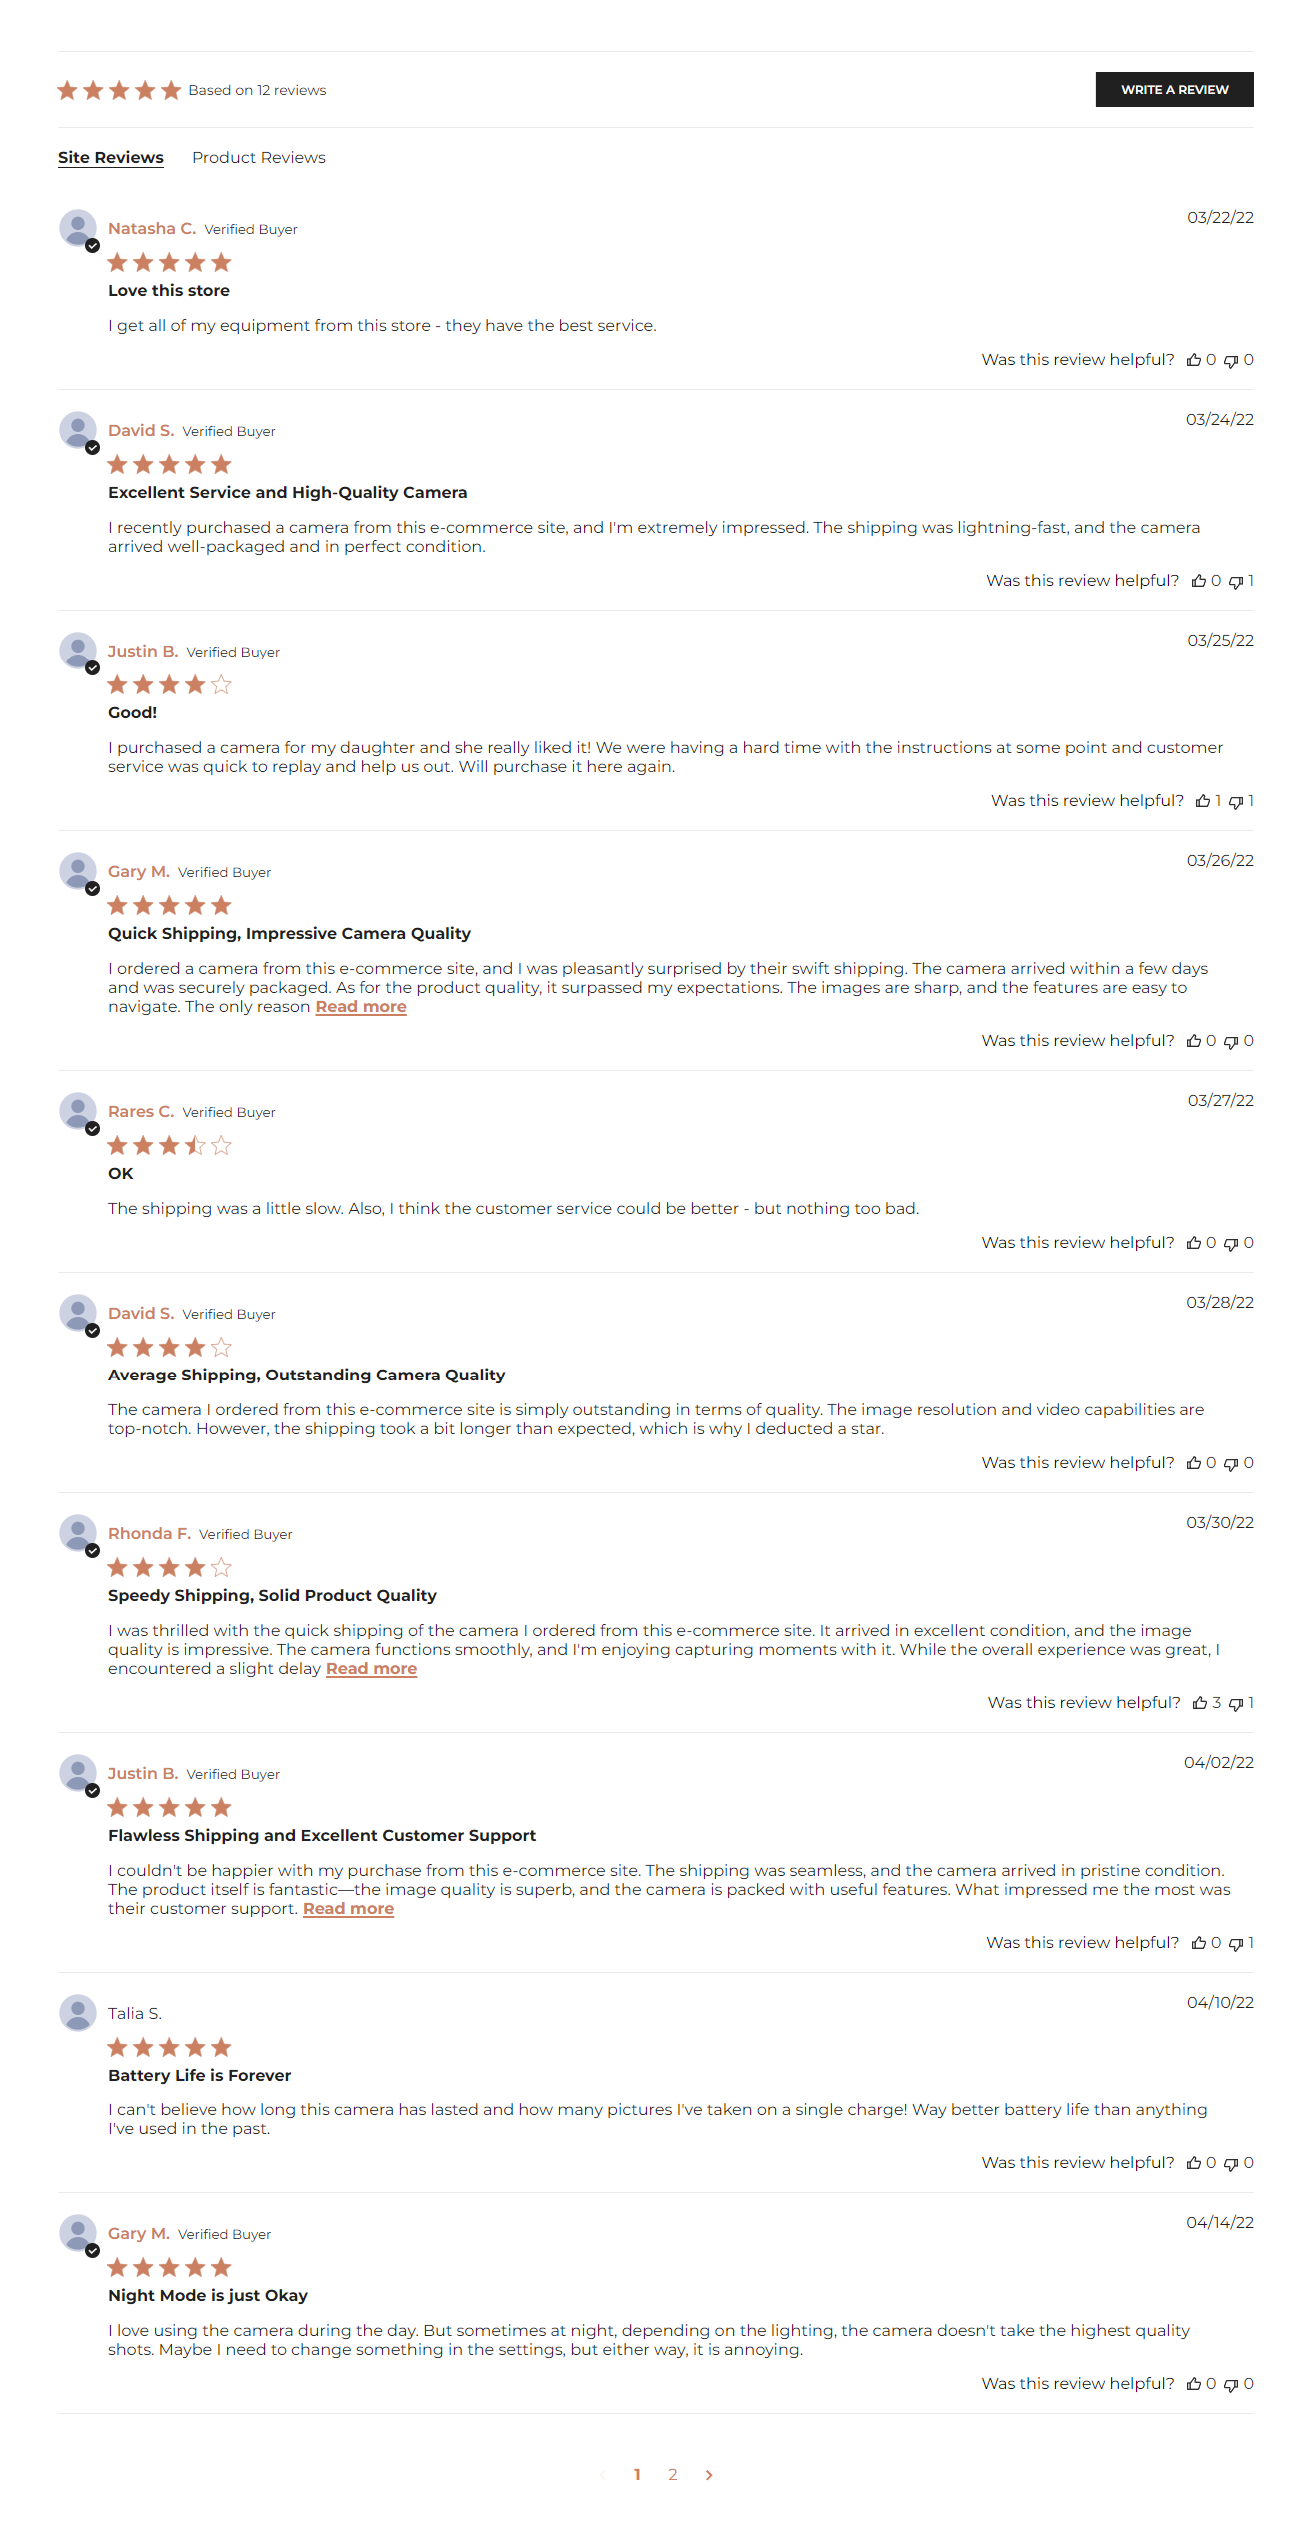 Based on 12 reviews
WRITE A REVIEW
Site Reviews Product Reviews
Natasha C. Verified Buyer
03/22/22
Love this store
I get all of my equipment from this store - they have the best service.
Was this review helpful? 0 0
David S. Verified Buyer
03/24/22
Excellent Service and High-Quality Camera
I recently purchased a camera from this e-commerce site, and I'm extremely impressed. The shipping was lightning-fast, and the camera
arrived well-packaged and in perfect condition.
Was this review helpful? 0 1
Justin B. Verified Buyer
03/25/22
Good!
I purchased a camera for my daughter and she really liked it! We were having a hard time with the instructions at some point and customer
service was quick to replay and help us out. Will purchase it here again.
Was this review helpful? 1 1
Gary M. Verified Buyer
03/26/22
Quick Shipping, Impressive Camera Quality
I ordered a camera from this e-commerce site, and I was pleasantly surprised by their swift shipping. The camera arrived within a few days
and was securely packaged. As for the product quality, it surpassed my expectations. The images are sharp, and the features are easy to
navigate. The only reason Read more
Was this review helpful? 0 0
Rares C. Verified Buyer
03/27/22
OK
The shipping was a little slow. Also, I think the customer service could be better - but nothing too bad.
Was this review helpful? 0 0
David S. Verified Buyer
03/28/22
Average Shipping, Outstanding Camera Quality
The camera I ordered from this e-commerce site is simply outstanding in terms of quality. The image resolution and video capabilities are
top-notch. However, the shipping took a bit longer than expected, which is why I deducted a star.
Was this review helpful? 0 0
Rhonda F. Verified Buyer
03/30/22
Speedy Shipping, Solid Product Quality
I was thrilled with the quick shipping of the camera I ordered from this e-commerce site. It arrived in excellent condition, and the image
quality is impressive. The camera functions smoothly, and I'm enjoying capturing moments with it. While the overall experience was great, I
encountered a slight delay Read more
Was this review helpful? 3 1
Justin B. Verified Buyer
04/02/22
Flawless Shipping and Excellent Customer Support
I couldn't be happier with my purchase from this e-commerce site. The shipping was seamless, and the camera arrived in pristine condition.
The product itself is fantastic—the image quality is superb, and the camera is packed with useful features. What impressed me the most was
their customer support. Read more
Was this review helpful? 0 1
Talia S.
04/10/22
Battery Life is Forever
I can't believe how long this camera has lasted and how many pictures I've taken on a single charge! Way better battery life than anything
I've used in the past.
Was this review helpful? 0 0
Gary M. Verified Buyer
04/14/22
Night Mode is just Okay
I love using the camera during the day. But sometimes at night, depending on the lighting, the camera doesn't take the highest quality
shots. Maybe I need to change something in the settings, but either way, it is annoying.
Was this review helpful? 0 0
1 2